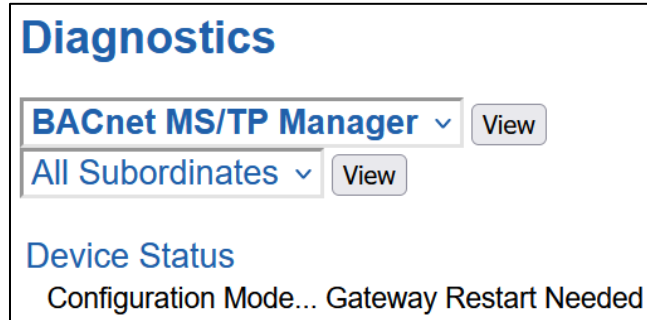 Diagnostics
BACnet MS/TP Manager View
All Subordinates View
Device Status
Configuration Mode... Gateway Restart Needed